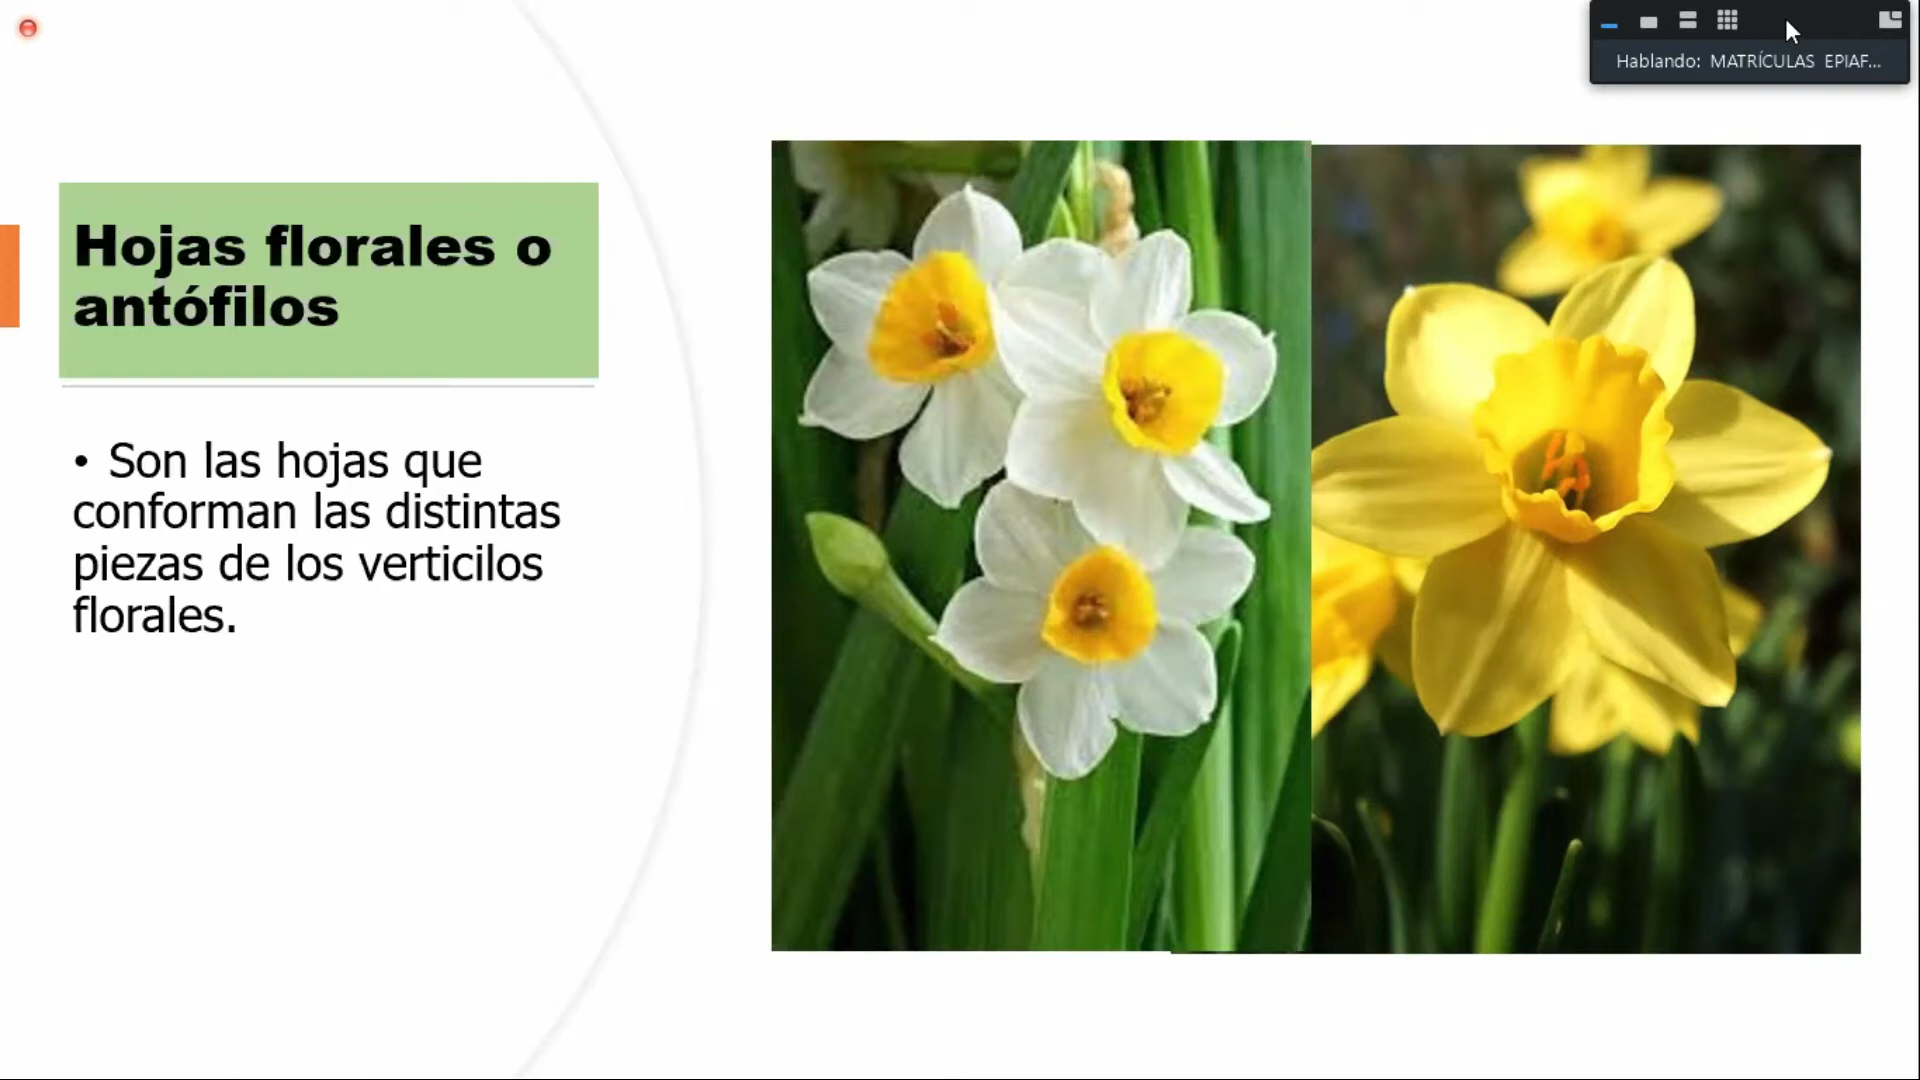 Hablando: MATRÍCULAS EPIAF...
Hojas florales o
antófilos
• Son las hojas que
conforman las distintas
piezas de los verticilos
florales.